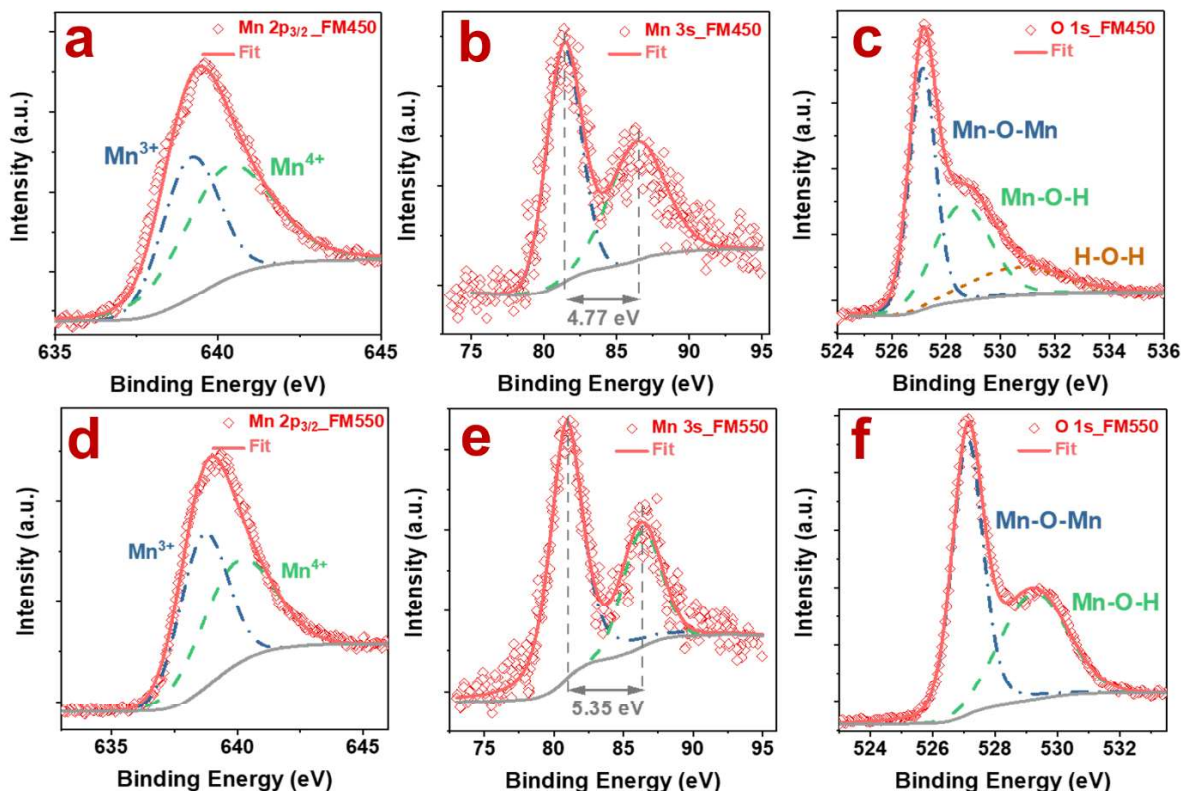 a
Mn 2p3/2_FM450
Fit
Mn3+
Mn4+
Intensity (a.u.)
635 640 645
Binding Energy (eV)
b
Mn 3s_FM450
Fit
4.77 eV
Intensity (a.u.)
75 80 85 90 95
Binding Energy (eV)
c
O 1s_FM450
Fit
Mn-O-Mn
Mn-O-H
H-O-H
Intensity (a.u.)
524 526 528 530 532 534 536
Binding Energy (eV)
d
Mn 2p3/2_FM550
Fit
Mn3+
Mn4+
Intensity (a.u.)
635 640 645
Binding Energy (eV)
e
Mn 3s_FM550
Fit
5.35 eV
Intensity (a.u.)
75 80 85 90 95
Binding Energy (eV)
f
O 1s_FM550
Fit
Mn-O-Mn
Mn-O-H
Intensity (a.u.)
524 526 528 530 532
Binding Energy (eV)